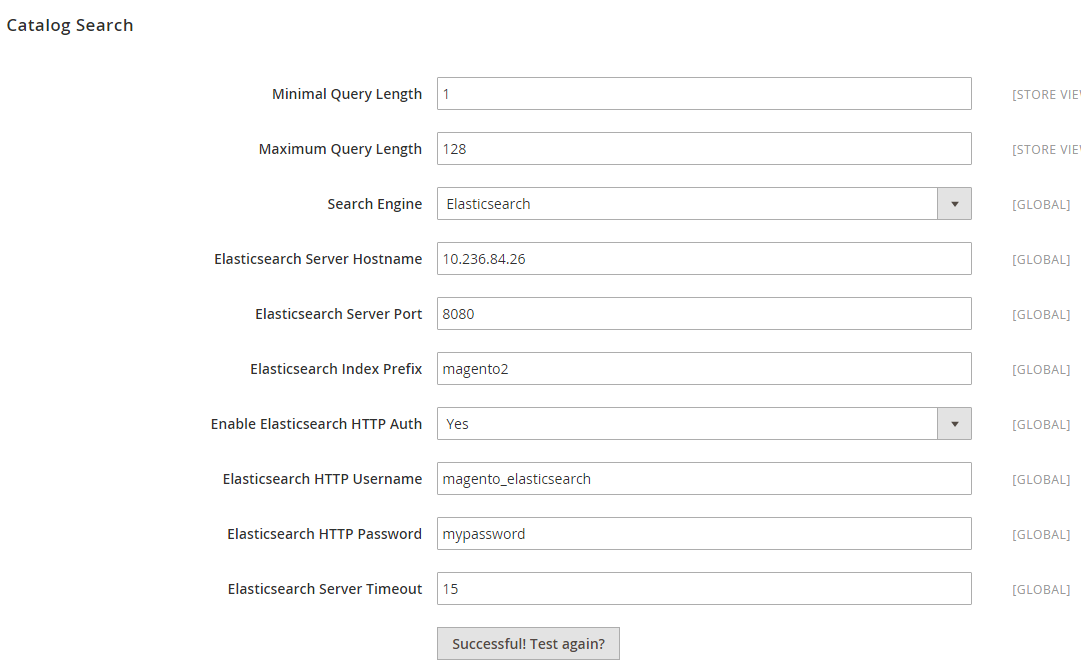 Catalog Search
Minimal Query Length 1 [STORE VIEW
Maximum Query Length 128 [STORE VIEW
Search Engine Elasticsearch [GLOBAL]
Elasticsearch Server Hostname 10.236.84.26 [GLOBAL]
Elasticsearch Server Port 8080 [GLOBAL]
Elasticsearch Index Prefix magento2 [GLOBAL]
Enable Elasticsearch HTTP Auth Yes [GLOBAL]
Elasticsearch HTTP Username magento_elasticsearch [GLOBAL]
Elasticsearch HTTP Password mypassword [GLOBAL]
Elasticsearch Server Timeout 15 [GLOBAL]
Successful! Test again?